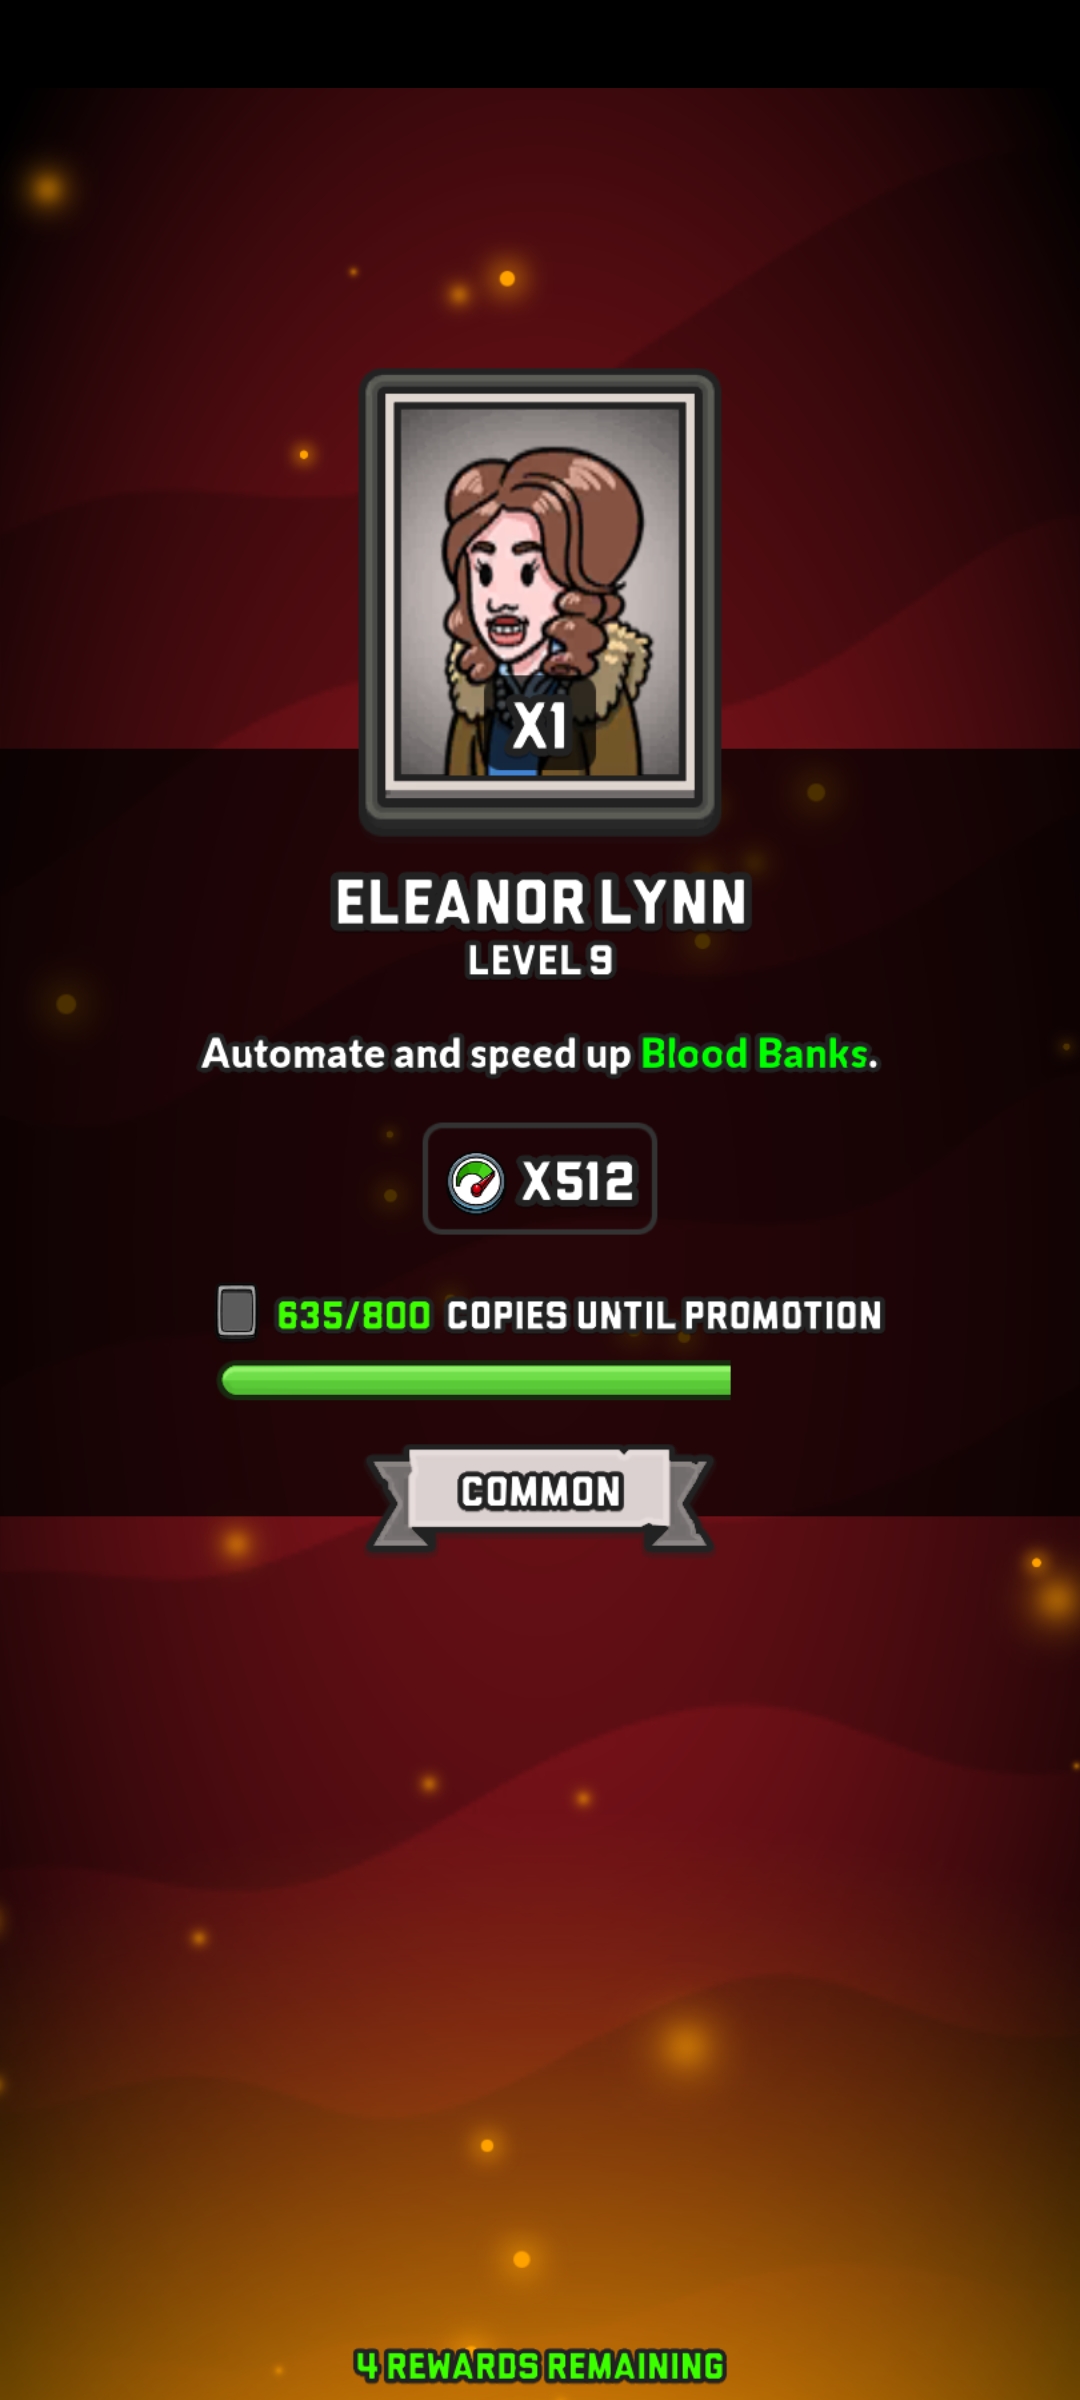 X1
ELEANOR LYNN
LEVEL 9
Automate and speed up Blood Banks.
X512
635/800 COPIES UNTIL PROMOTION
COMMON
4 REWARDS REMAINING